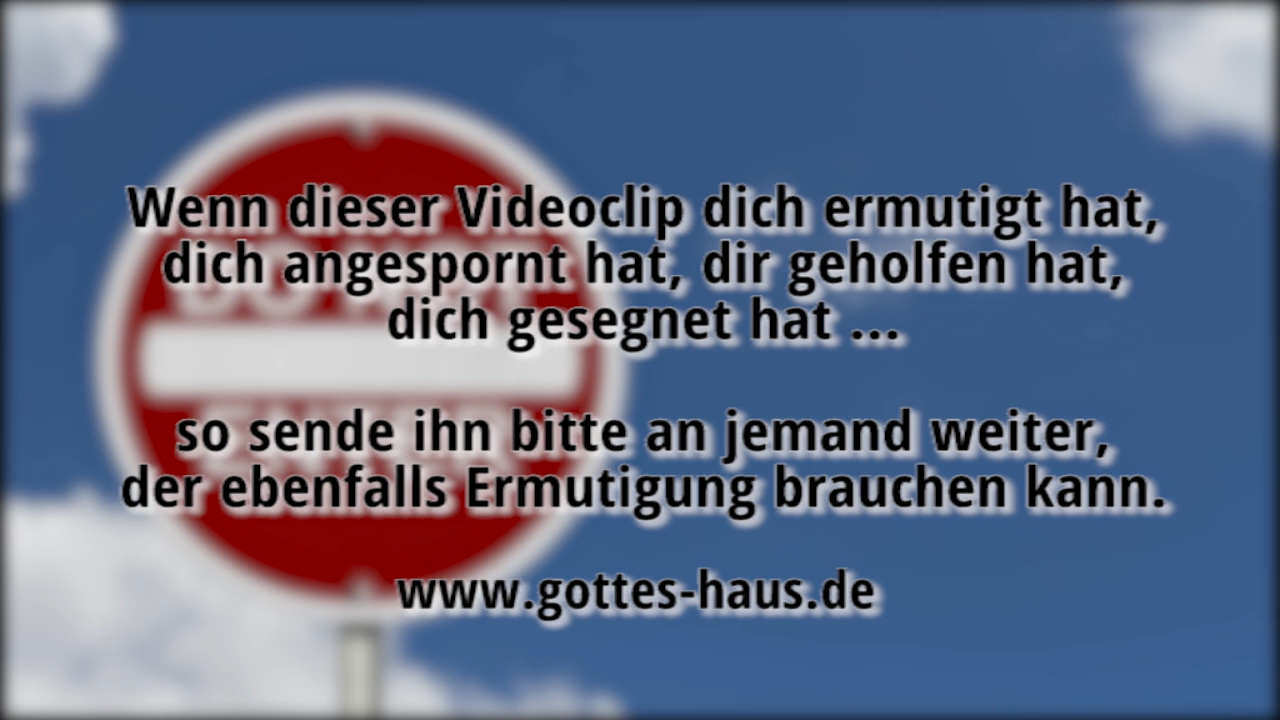 Wenn dieser Videoclip dich ermutigt hat,
dich angespornt hat, dir geholfen hat,
dich gesegnet hat ...
so sende ihn bitte an jemand weiter,
der ebenfalls Ermutigung brauchen kann.
www.gottes-haus.de